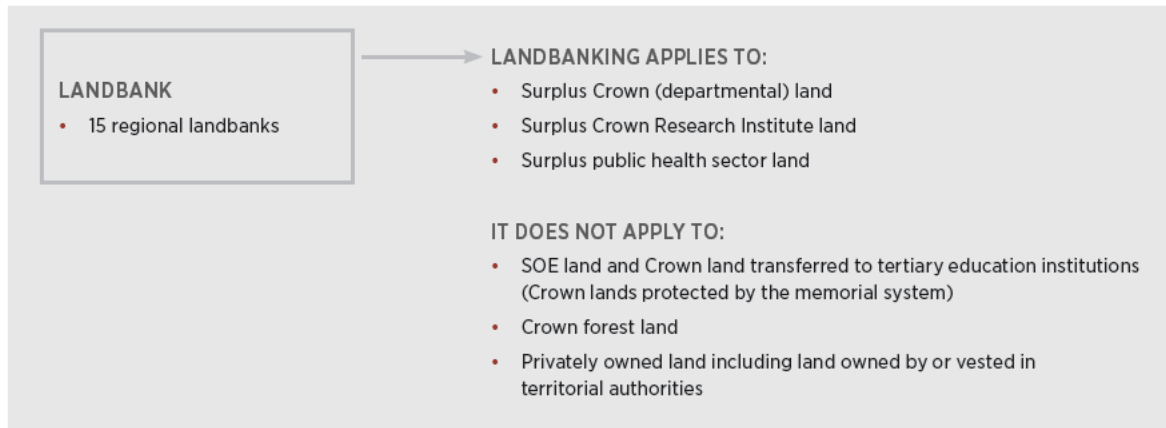 LANDBANK
• 15 regional landbanks
LANDBANKING APPLIES TO:
• Surplus Crown (departmental) land
• Surplus Crown Research Institute land
• Surplus public health sector land
IT DOES NOT APPLY TO:
• SOE land and Crown land transferred to tertiary education institutions
(Crown lands protected by the memorial system)
• Crown forest land
• Privately owned land including land owned by or vested in
territorial authorities